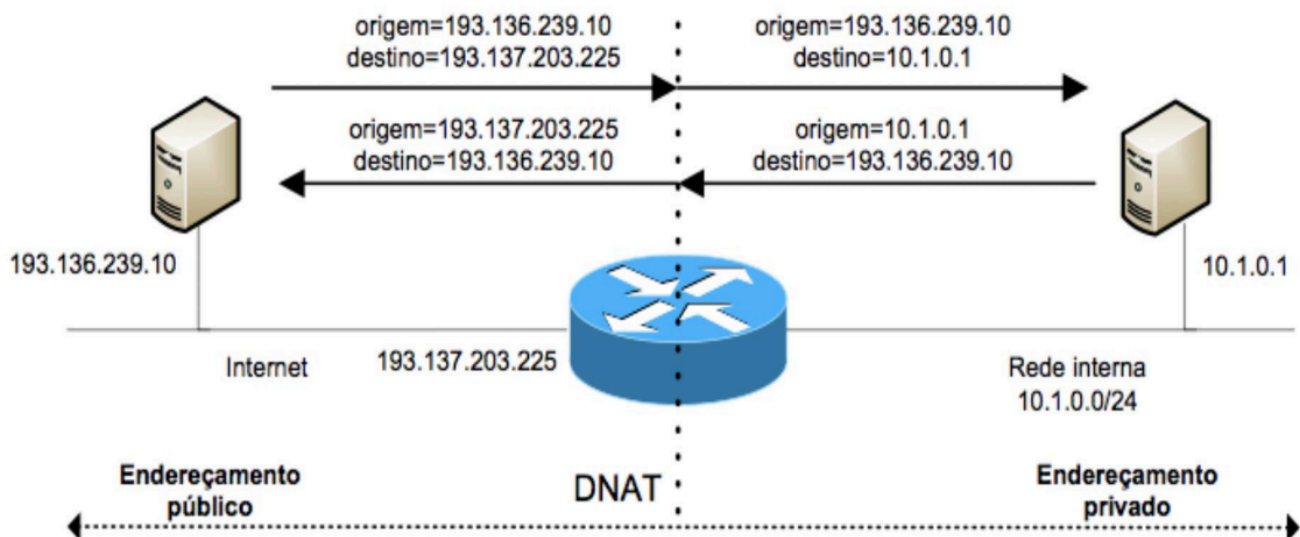 origem=193.136.239.10
destino=193.137.203.225
origem=193.136.239.10
destino=10.1.0.1
origem=193.137.203.225
destino=193.136.239.10
origem=10.1.0.1
destino=193.136.239.10
193.136.239.10
10.1.0.1
Internet
193.137.203.225
Rede interna
10.1.0.0/24
Endereçamento
público
DNAT
Endereçamento
privado